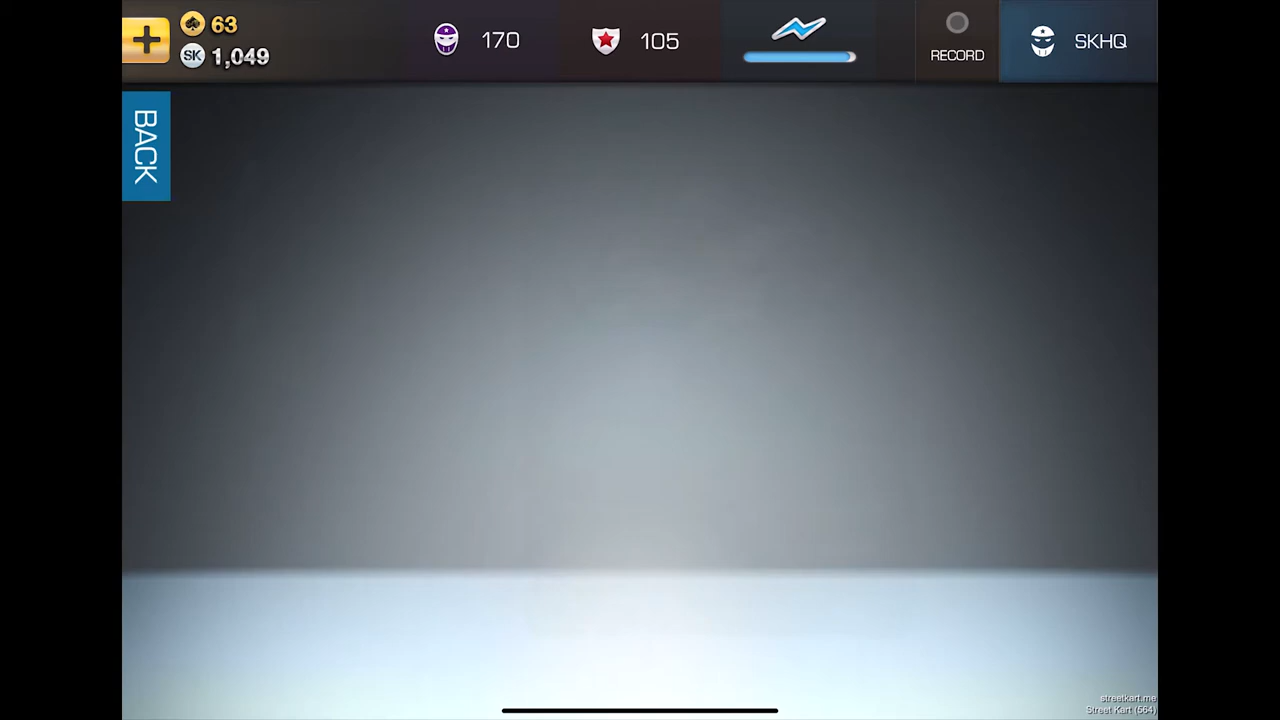 63
SK 1,049
170
105
RECORD
SKHQ
BACK
streetkart.me
Street Kart (564)